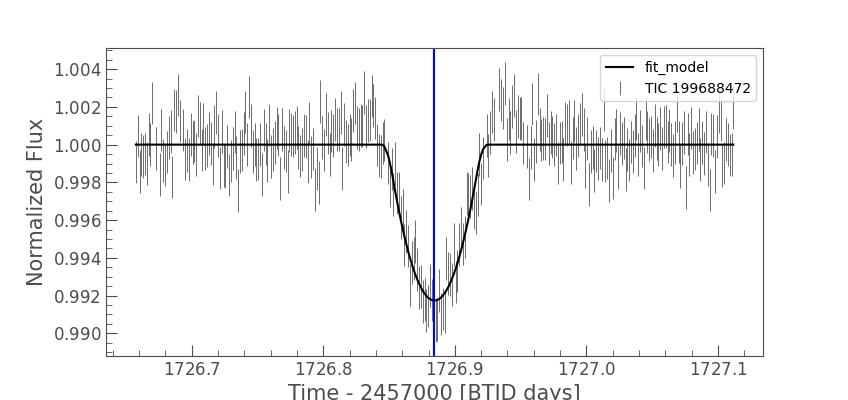 fit_model
TIC 199688472
1.004
1.002
1.000
0.998
0.996
0.994
0.992
0.990
Normalized Flux
1726.7 1726.8 1726.9 1727.0 1727.1
Time - 2457000 [BTJD days]